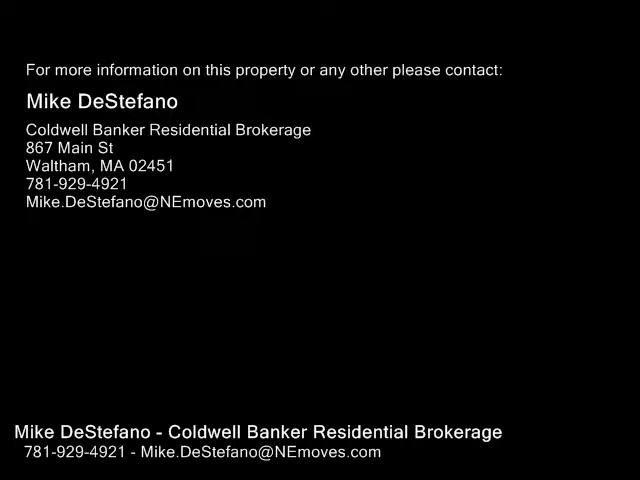 For more information on this property or any other please contact:
Mike DeStefano
Coldwell Banker Residential Brokerage
867 Main St
Waltham, MA 02451
781-929-4921
Mike.DeStefano@NEmoves.com
Mike DeStefano - Coldwell Banker Residential Brokerage
781-929-4921 - Mike.DeStefano@NEmoves.com